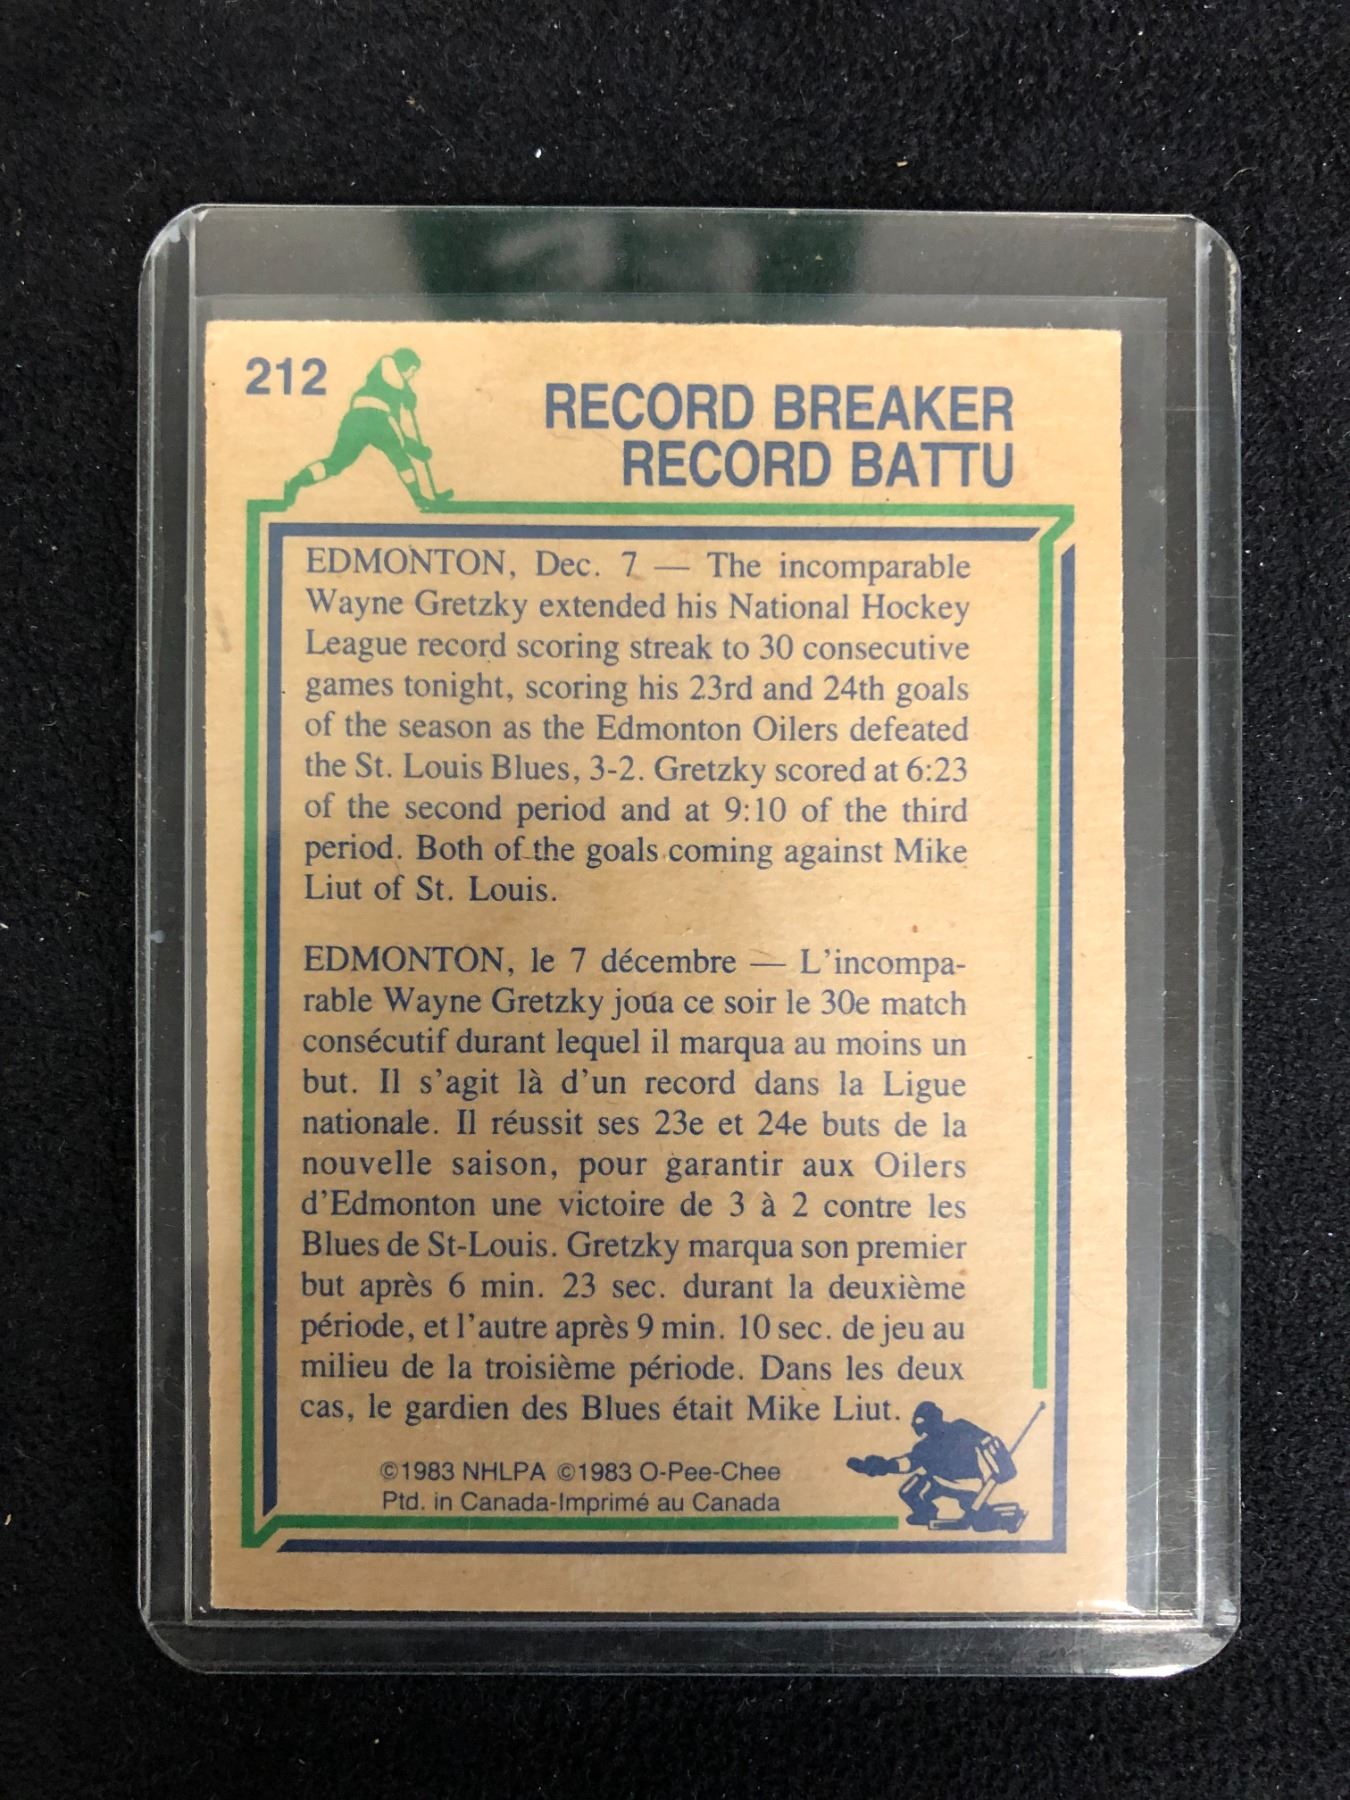 212
RECORD BREAKER
RECORD BATTU
EDMONTON, Dec. 7 — The incomparable
Wayne Gretzky extended his National Hockey
League record scoring streak to 30 consecutive
games tonight, scoring his 23rd and 24th goals
of the season as the Edmonton Oilers defeated
the St. Louis Blues, 3-2. Gretzky scored at 6:23
of the second period and at 9:10 of the third
period. Both of the goals coming against Mike
Liut of St. Louis.
EDMONTON, le 7 décembre — L'incompa-
rable Wayne Gretzky joua ce soir le 30e match
consécutif durant lequel il marqua au moins un
but. Il s'agit là d'un record dans la Ligue
nationale. Il réussit ses 23e et 24e buts de la
nouvelle saison, pour garantir aux Oilers
d'Edmonton une victoire de 3 à 2 contre les
Blues de St-Louis. Gretzky marqua son premier
but après 6 min. 23 sec. durant la deuxième
période, et l'autre après 9 min. 10 sec. de jeu au
milieu de la troisième période. Dans les deux
cas, le gardien des Blues était Mike Liut.
©1983 NHLPA ©1983 O-Pee-Chee
Ptd. in Canada-Imprimé au Canada